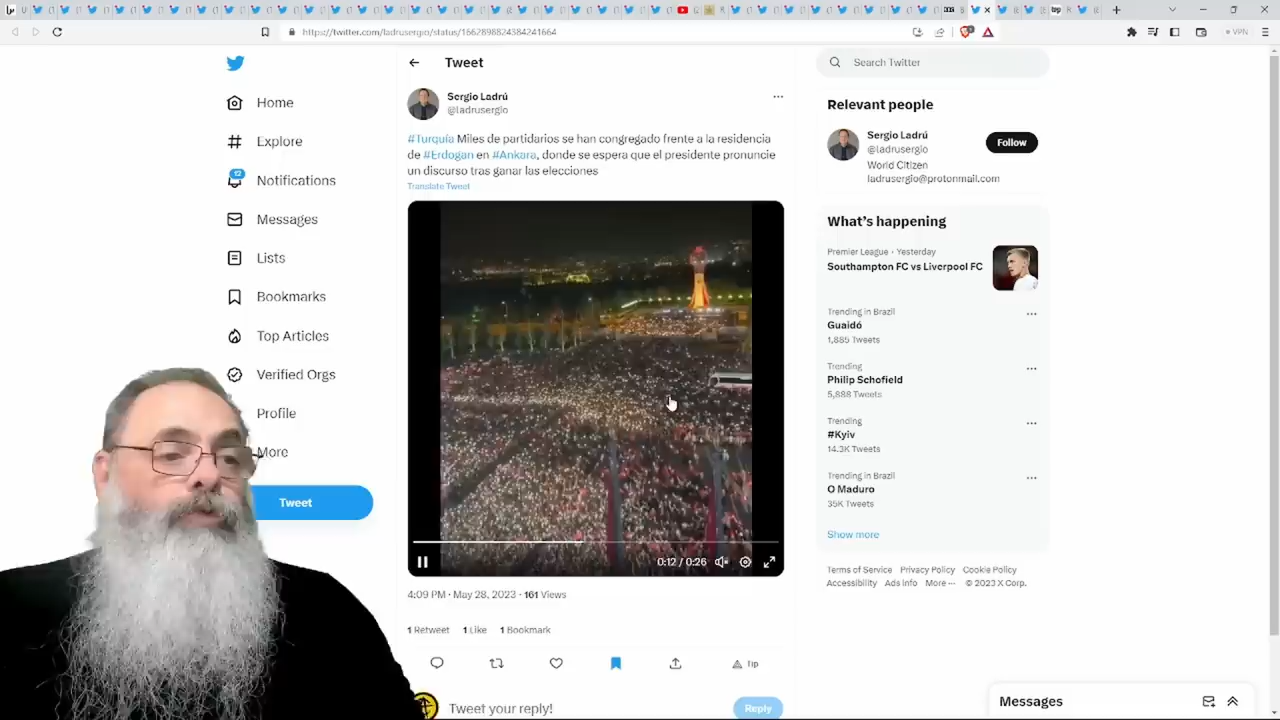 https://twitter.com/ladrusergio/status/1662898824384241664
VPN
Home
Explore
12
Notifications
Messages
Lists
Bookmarks
Top Articles
Verified Orgs
Profile
More
Tweet
Tweet
Sergio Ladrú
@ladrusergio
#Turquía Miles de partidarios se han congregado frente a la residencia
de #Erdogan en #Ankara, donde se espera que el presidente pronuncie
un discurso tras ganar las elecciones
Translate Tweet
0:12 / 0:26
4:09 PM · May 28, 2023 · 161 Views
1 Retweet 1 Like 1 Bookmark
Tip
Tweet your reply!
Reply
Search Twitter
Relevant people
Sergio Ladrú
@ladrusergio
Follow
World Citizen
ladrusergio@protonmail.com
What's happening
Premier League · Yesterday
Southampton FC vs Liverpool FC
Trending in Brazil
Guaidó
1,885 Tweets
Trending
Philip Schofield
5,888 Tweets
Trending
#Kyiv
14.3K Tweets
Trending in Brazil
O Maduro
35K Tweets
Show more
Terms of Service Privacy Policy Cookie Policy
Accessibility Ads info More ··· © 2023 X Corp.
Messages